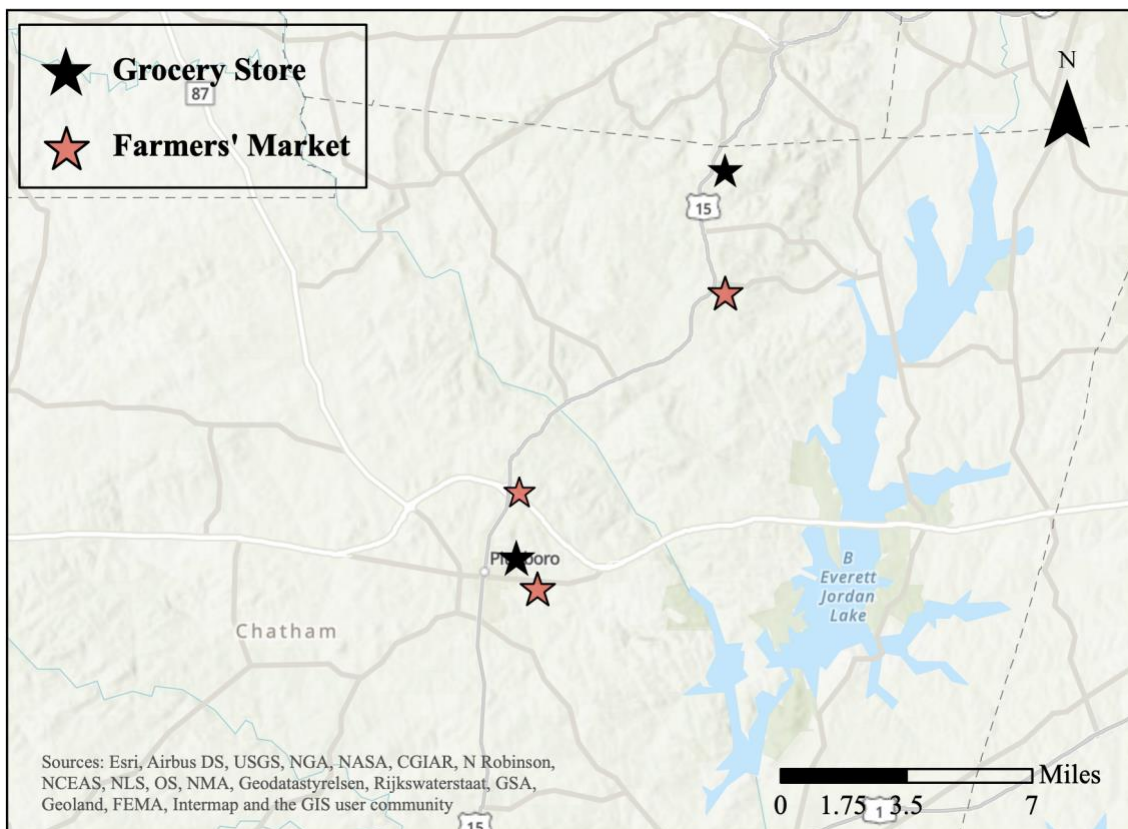 Grocery Store
Farmers' Market
87
N
15
Chatham
B
Everett
Jordan
Lake
Sources: Esri, Airbus DS, USGS, NGA, NASA, CGIAR, N Robinson,
NCEAS, NLS, OS, NMA, Geodatastyrelsen, Rijkswaterstaat, GSA,
Geoland, FEMA, Intermap and the GIS user community
Miles
0 1.75 3.5 7
15
1